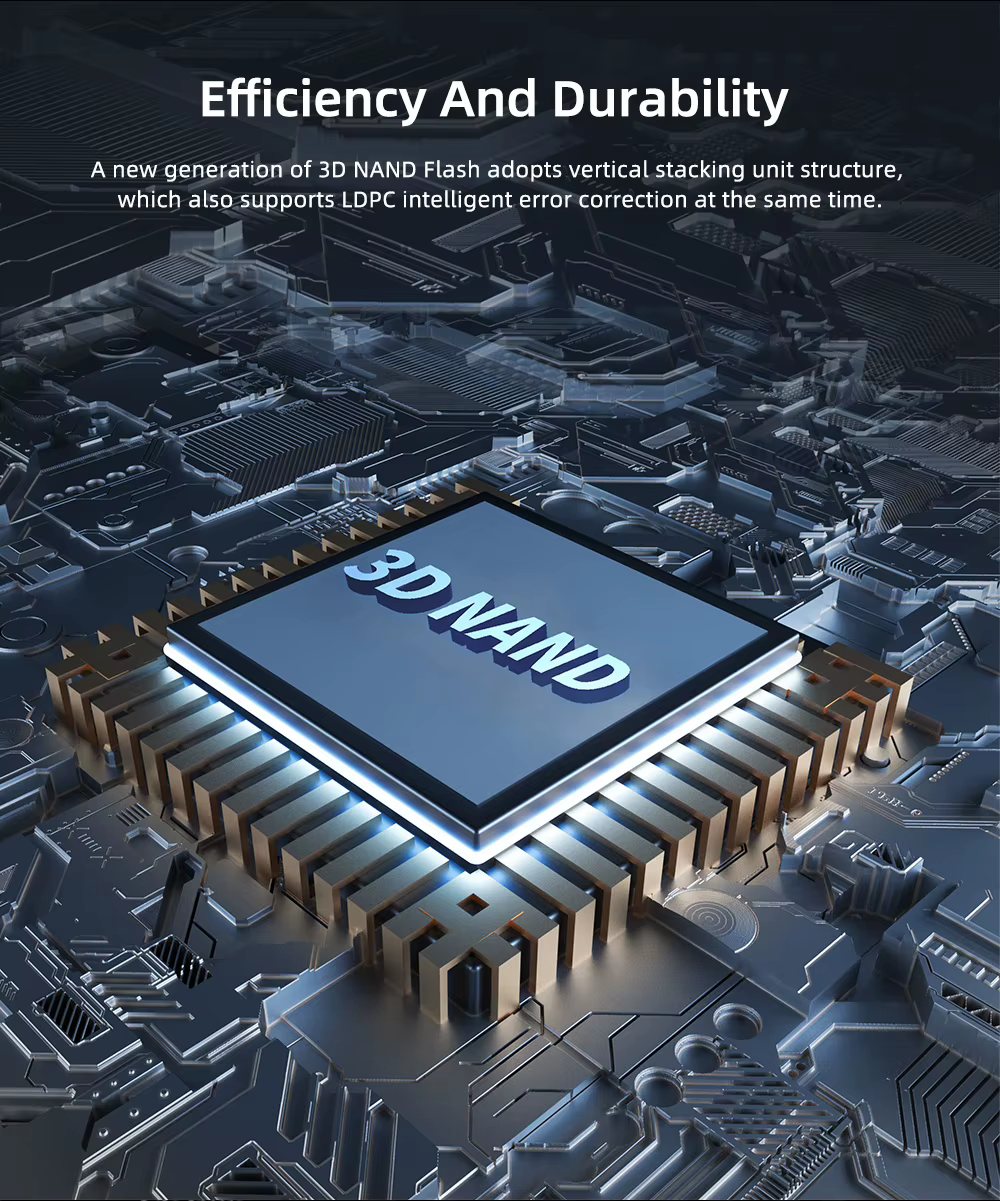 Efficiency And Durability
A new generation of 3D NAND Flash adopts vertical stacking unit structure,
which also supports LDPC intelligent error correction at the same time.
3D NAND